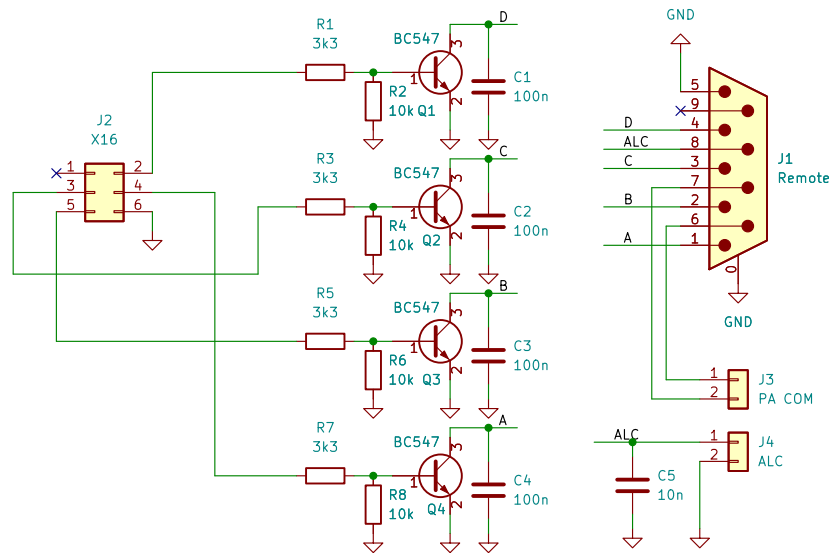 R1
3k3
D
BC547
3
1
2
R2
10k
Q1
C1
100n
J2
X16
1
2
3
4
5
6
R3
3k3
C
BC547
3
1
2
R4
10k
Q2
C2
100n
R5
3k3
B
BC547
3
1
2
R6
10k
Q3
C3
100n
R7
3k3
A
BC547
3
1
2
R8
10k
Q4
C4
100n
GND
5
9
D
4
ALC
8
C
3
7
B
2
6
A
1
0
GND
J1
Remote
1
2
J3
PA COM
ALC
1
2
J4
ALC
C5
10n